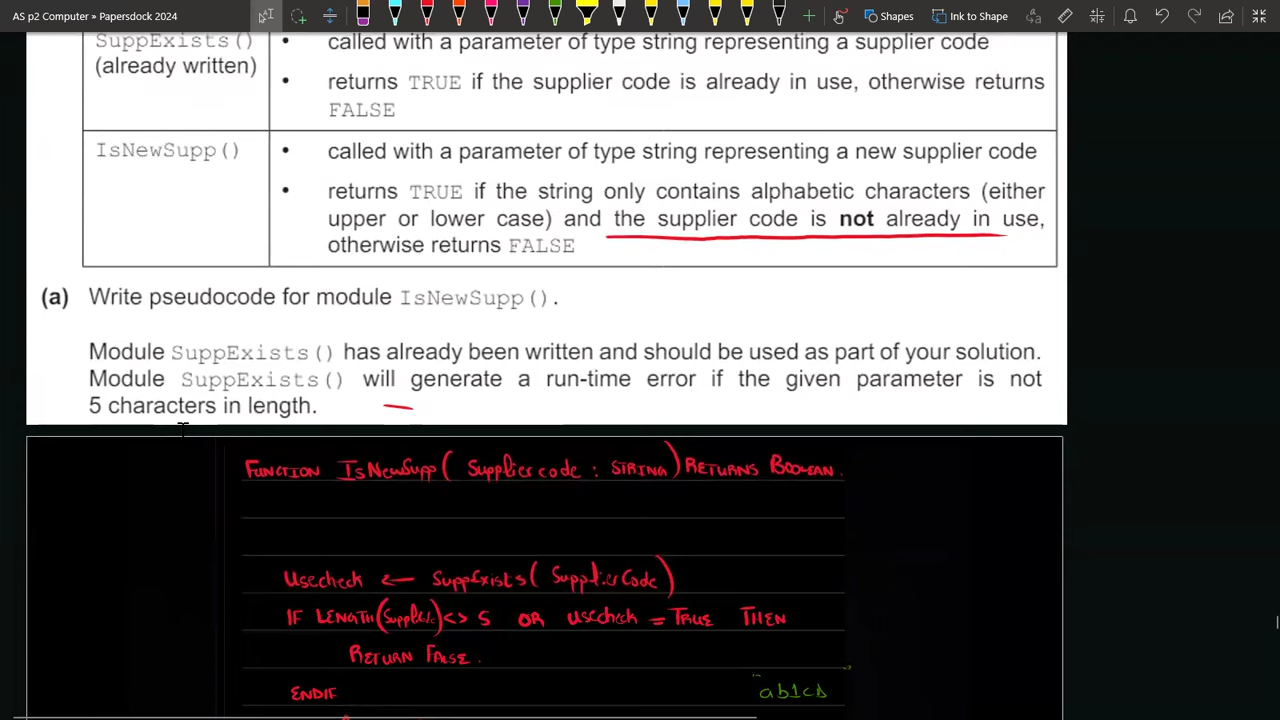 AS p2 Computer » Papersdock 2024
Shapes
Ink to Shape
SuppExists()
(already written)
• called with a parameter of type string representing a supplier code
• returns TRUE if the supplier code is already in use, otherwise returns
FALSE
IsNewSupp()
• called with a parameter of type string representing a new supplier code
• returns TRUE if the string only contains alphabetic characters (either
upper or lower case) and the supplier code is not already in use,
otherwise returns FALSE
(a) Write pseudocode for module IsNewSupp().
Module SuppExists() has already been written and should be used as part of your solution.
Module SuppExists() will generate a run-time error if the given parameter is not
5 characters in length.
FUNCTION IsNewSupp( Suppliercode : STRING) RETURNS BOOLEAN.
Usecheck ← SuppExists( SupplierCode)
IF LENGTH( ) <> 5 OR usecheck = TRUE THEN
RETURN FALSE.
ENDIF
ab1cd